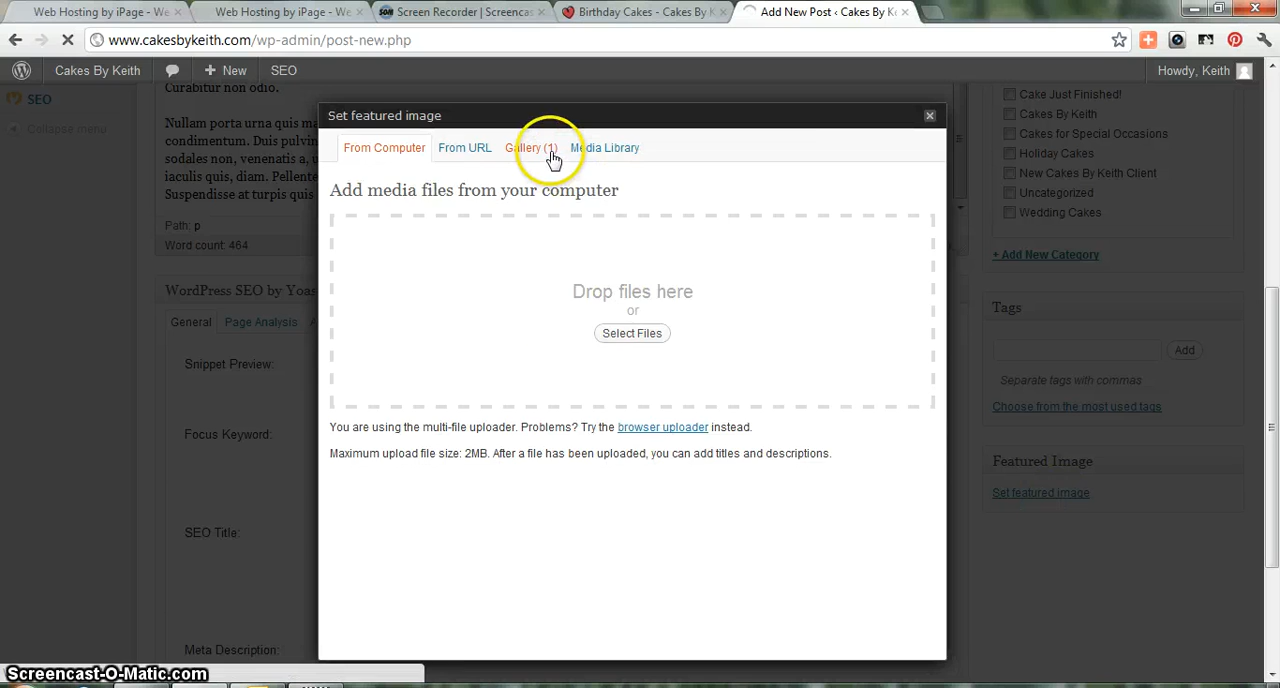 Web Hosting by iPage - We
Web Hosting by iPage - We
Screen Recorder | Screencas
Birthday Cakes - Cakes By K
Add New Post ‹ Cakes By Ke
www.cakesbykeith.com/wp-admin/post-new.php
Cakes By Keith
New
SEO
Howdy, Keith
SEO
Collapse menu
Curabitur non odio.
Nullam porta urna quis ma
condimentum. Duis pulvin
sodales non, venenatis a,
iaculis quis, diam. Pellente
Suspendisse at turpis quis
Path: p
Word count: 464
WordPress SEO by Yoas
General
Page Analysis
Snippet Preview:
Focus Keyword:
SEO Title:
Meta Description:
Set featured image
From Computer
From URL
Gallery (1)
Media Library
Add media files from your computer
Drop files here
or
Select Files
You are using the multi-file uploader. Problems? Try the browser uploader instead.
Maximum upload file size: 2MB. After a file has been uploaded, you can add titles and descriptions.
Cake Just Finished!
Cakes By Keith
Cakes for Special Occasions
Holiday Cakes
New Cakes By Keith Client
Uncategorized
Wedding Cakes
+ Add New Category
Tags
Add
Separate tags with commas
Choose from the most used tags
Featured Image
Set featured image
Screencast-O-Matic.com